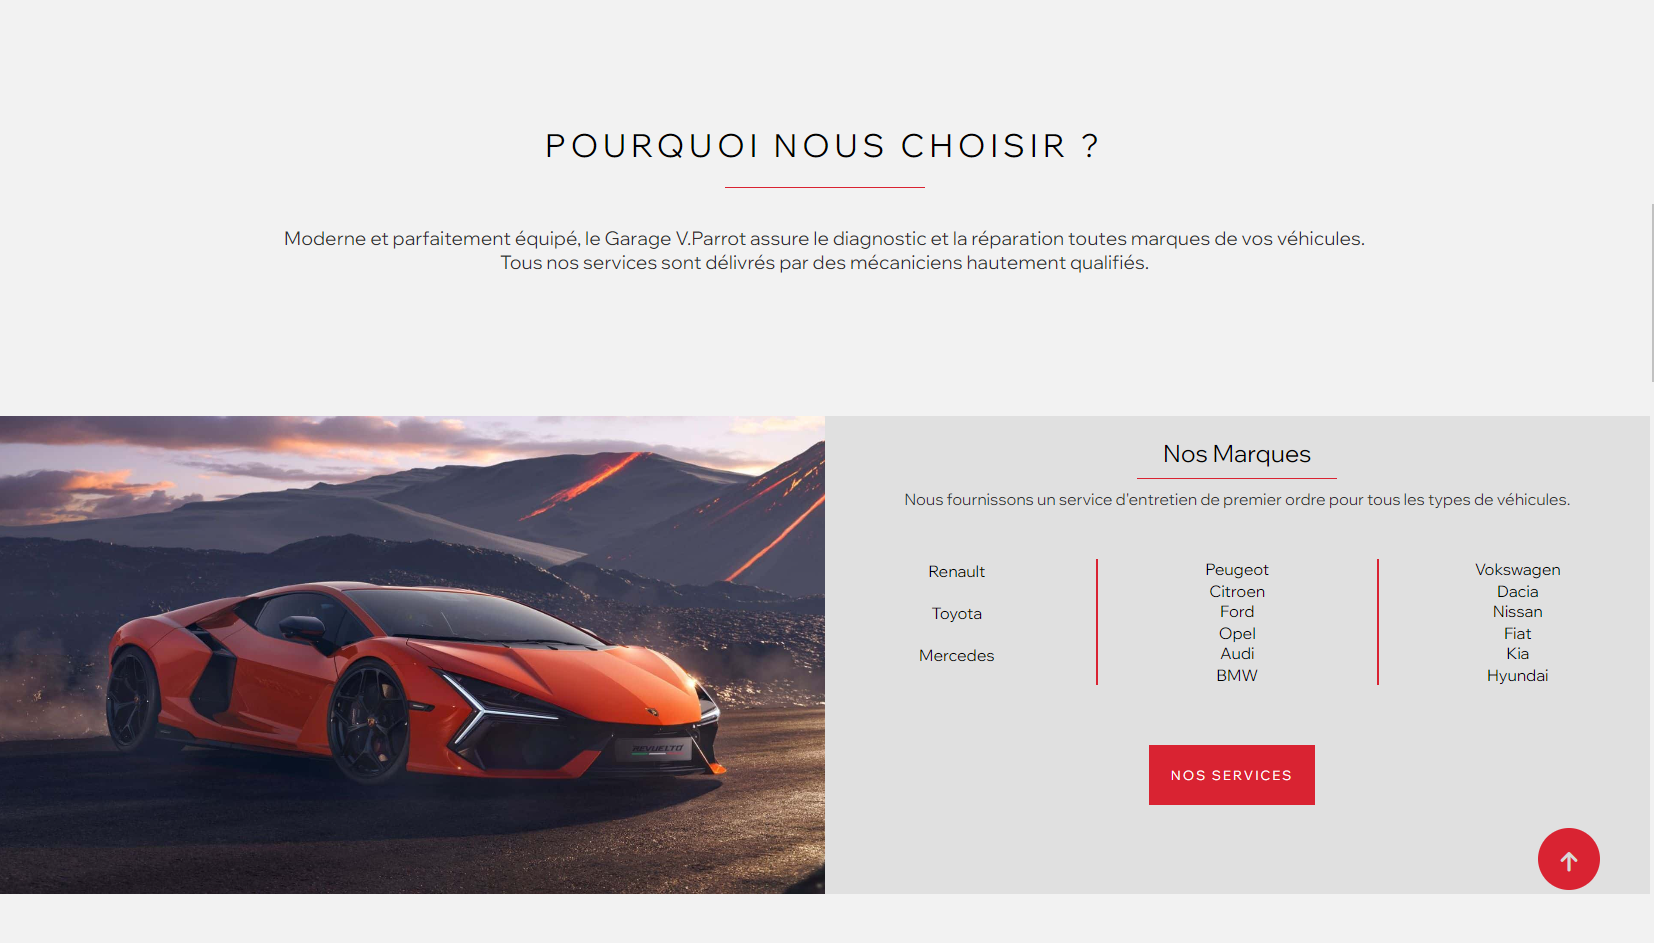 POURQUOI NOUS CHOISIR ?
Moderne et parfaitement équipé, le Garage V.Parrot assure le diagnostic et la réparation toutes marques de vos véhicules.
Tous nos services sont délivrés par des mécaniciens hautement qualifiés.
REVUELTO
Nos Marques
Nous fournissons un service d'entretien de premier ordre pour tous les types de véhicules.
Renault
Toyota
Mercedes
Peugeot
Citroen
Ford
Opel
Audi
BMW
Vokswagen
Dacia
Nissan
Fiat
Kia
Hyundai
NOS SERVICES